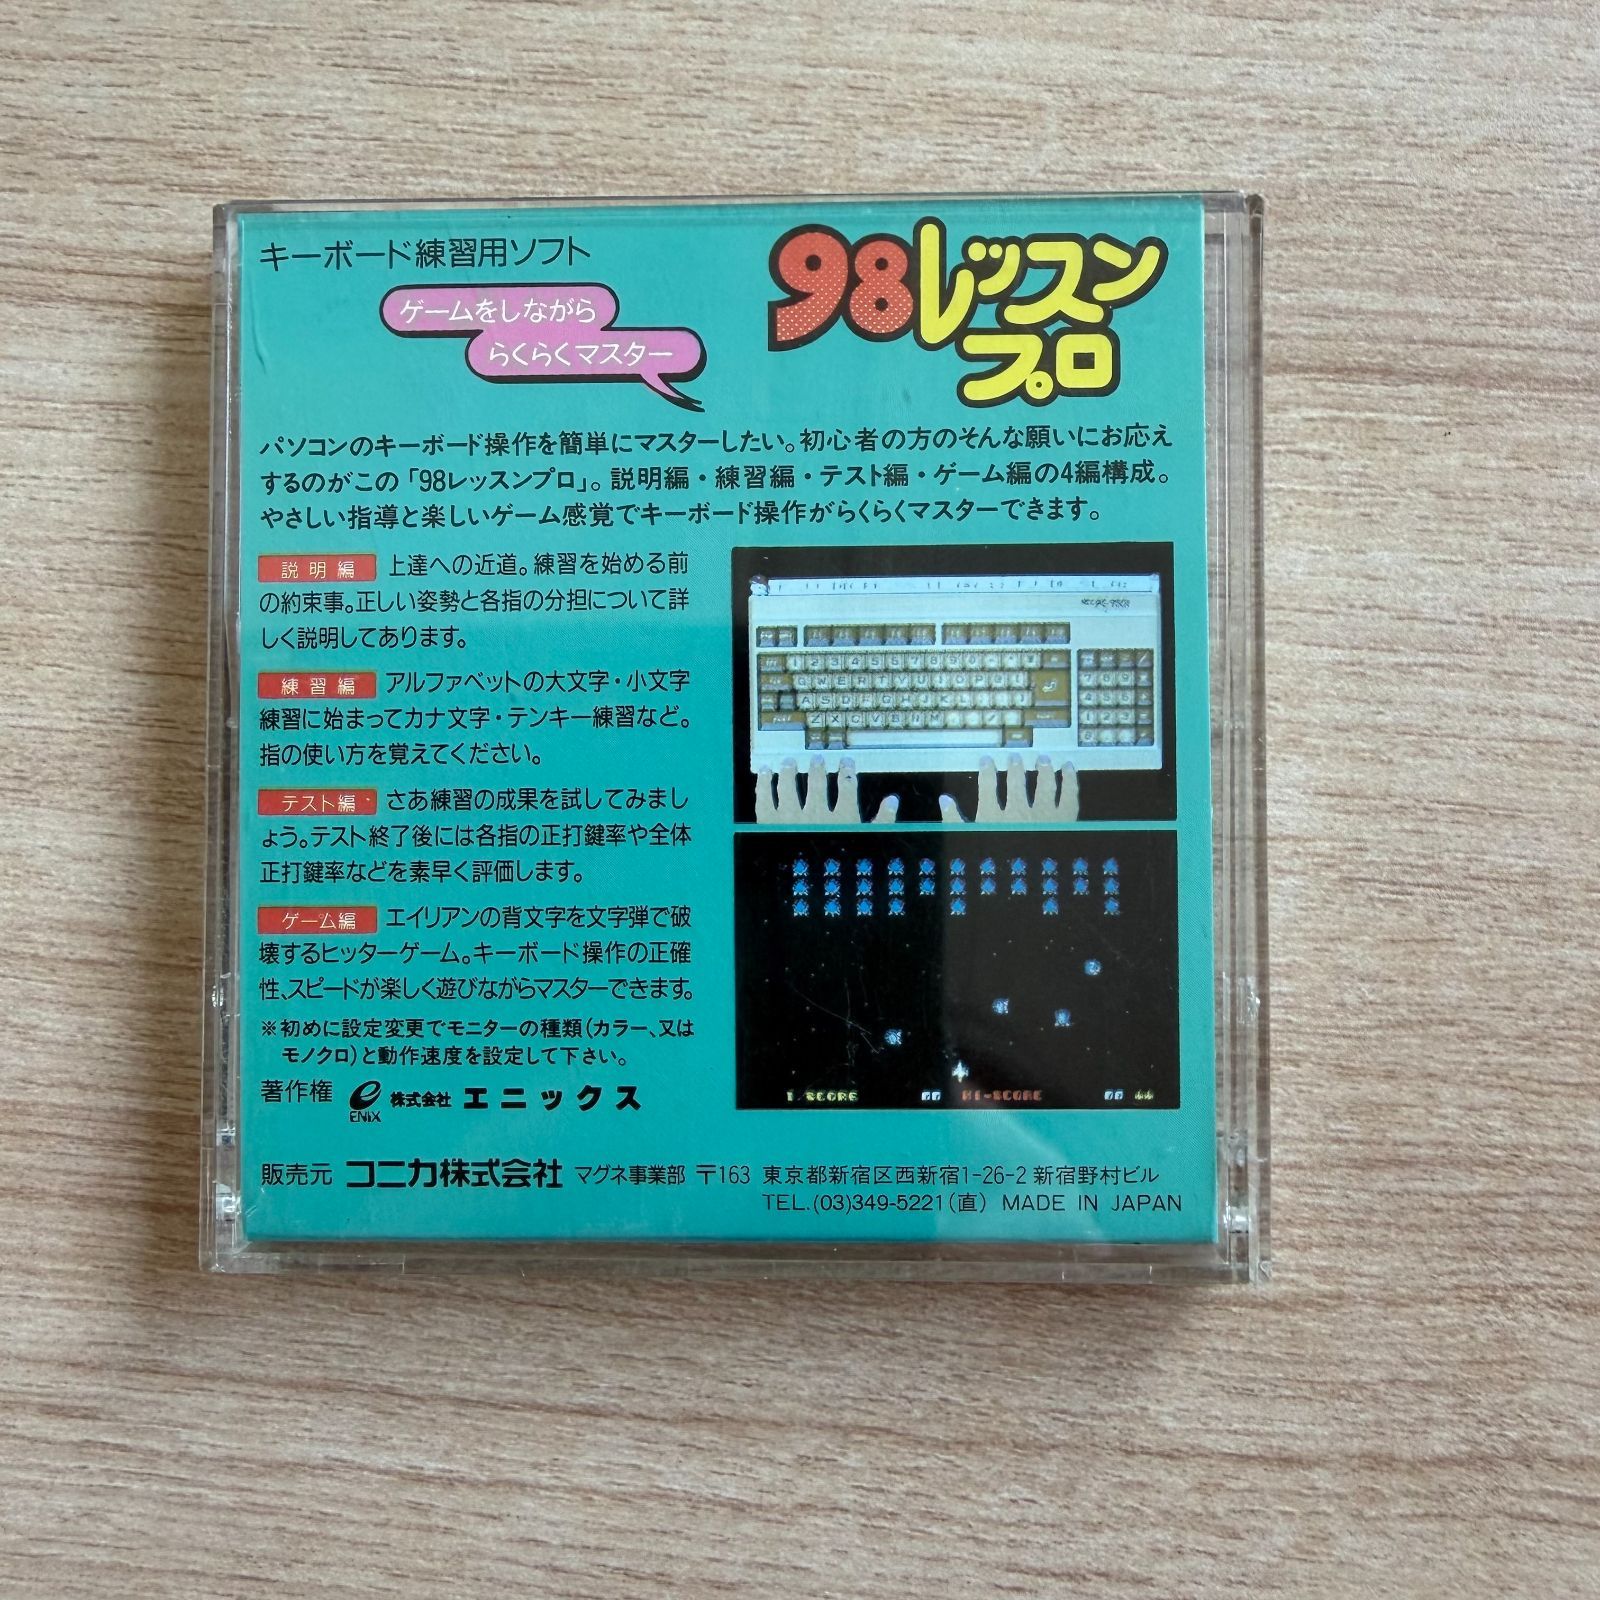 キーボード練習用ソフト
98レッスン
プロ
ゲームをしながら
らくらくマスター
パソコンのキーボード操作を簡単にマスターしたい。初心者の方のそんな願いにお応え
するのがこの「98レッスンプロ」。説明編・練習編・テスト編・ゲーム編の4編構成。
やさしい指導と楽しいゲーム感覚でキーボード操作がらくらくマスターできます。
説明編 上達への近道。練習を始める前
の約束事。正しい姿勢と各指の分担について詳
しく説明してあります。
練習編 アルファベットの大文字・小文字
練習に始まってカナ文字・テンキー練習など。
指の使い方を覚えてください。
テスト編 さあ練習の成果を試してみまし
ょう。テスト終了後には各指の正打鍵率や全体
正打鍵率などを素早く評価します。
ゲーム編 エイリアンの背文字を文字弾で破
壊するヒッターゲーム。キーボード操作の正確
性、スピードが楽しく遊びながらマスターできます。
※初めに設定変更でモニターの種類(カラー、又は
モノクロ)と動作速度を設定して下さい。
著作権 ENIX 株式会社 エニックス
1 2 3 4 5 6 7 8 9 0
Q W E R T Y U I O P
A S D F G H J K L
Z X C V B N M
1 SCORE 00 HI-SCORE 00
販売元 コニカ株式会社 マグネ事業部 〒163 東京都新宿区西新宿1-26-2 新宿野村ビル
TEL.(03)349-5221(直) MADE IN JAPAN